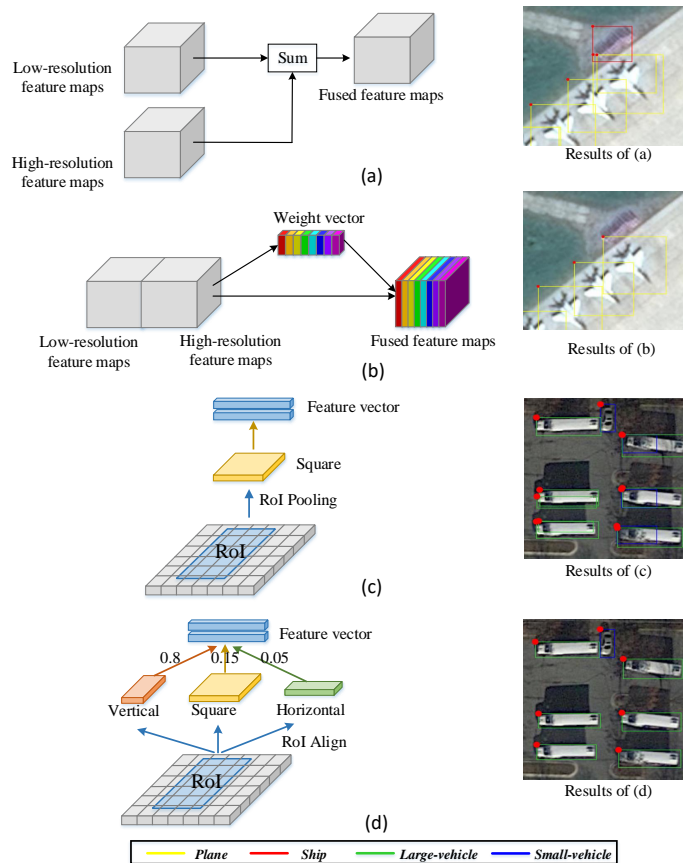 Low-resolution
feature maps
Sum
Fused feature maps
High-resolution
feature maps
(a)
Results of (a)
Weight vector
Low-resolution
feature maps
High-resolution
feature maps
Fused feature maps
(b)
Results of (b)
Feature vector
Square
RoI Pooling
RoI
(c)
Results of (c)
Feature vector
0.8
0.15
0.05
Vertical
Square
Horizontal
RoI Align
RoI
(d)
Results of (d)
Plane
Ship
Large-vehicle
Small-vehicle